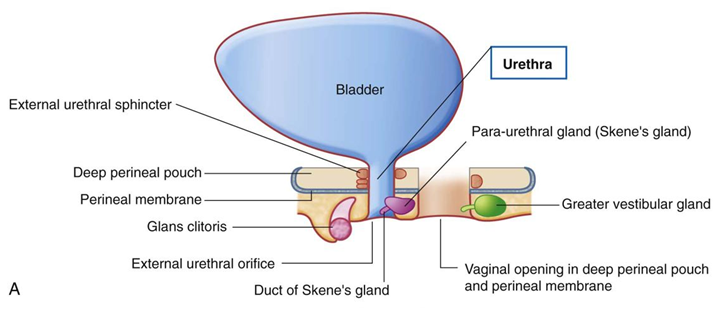 Urethra
Bladder
External urethral sphincter
Para-urethral gland (Skene's gland)
Deep perineal pouch
Perineal membrane
Greater vestibular gland
Glans clitoris
External urethral orifice
Vaginal opening in deep perineal pouch
and perineal membrane
Duct of Skene's gland
A